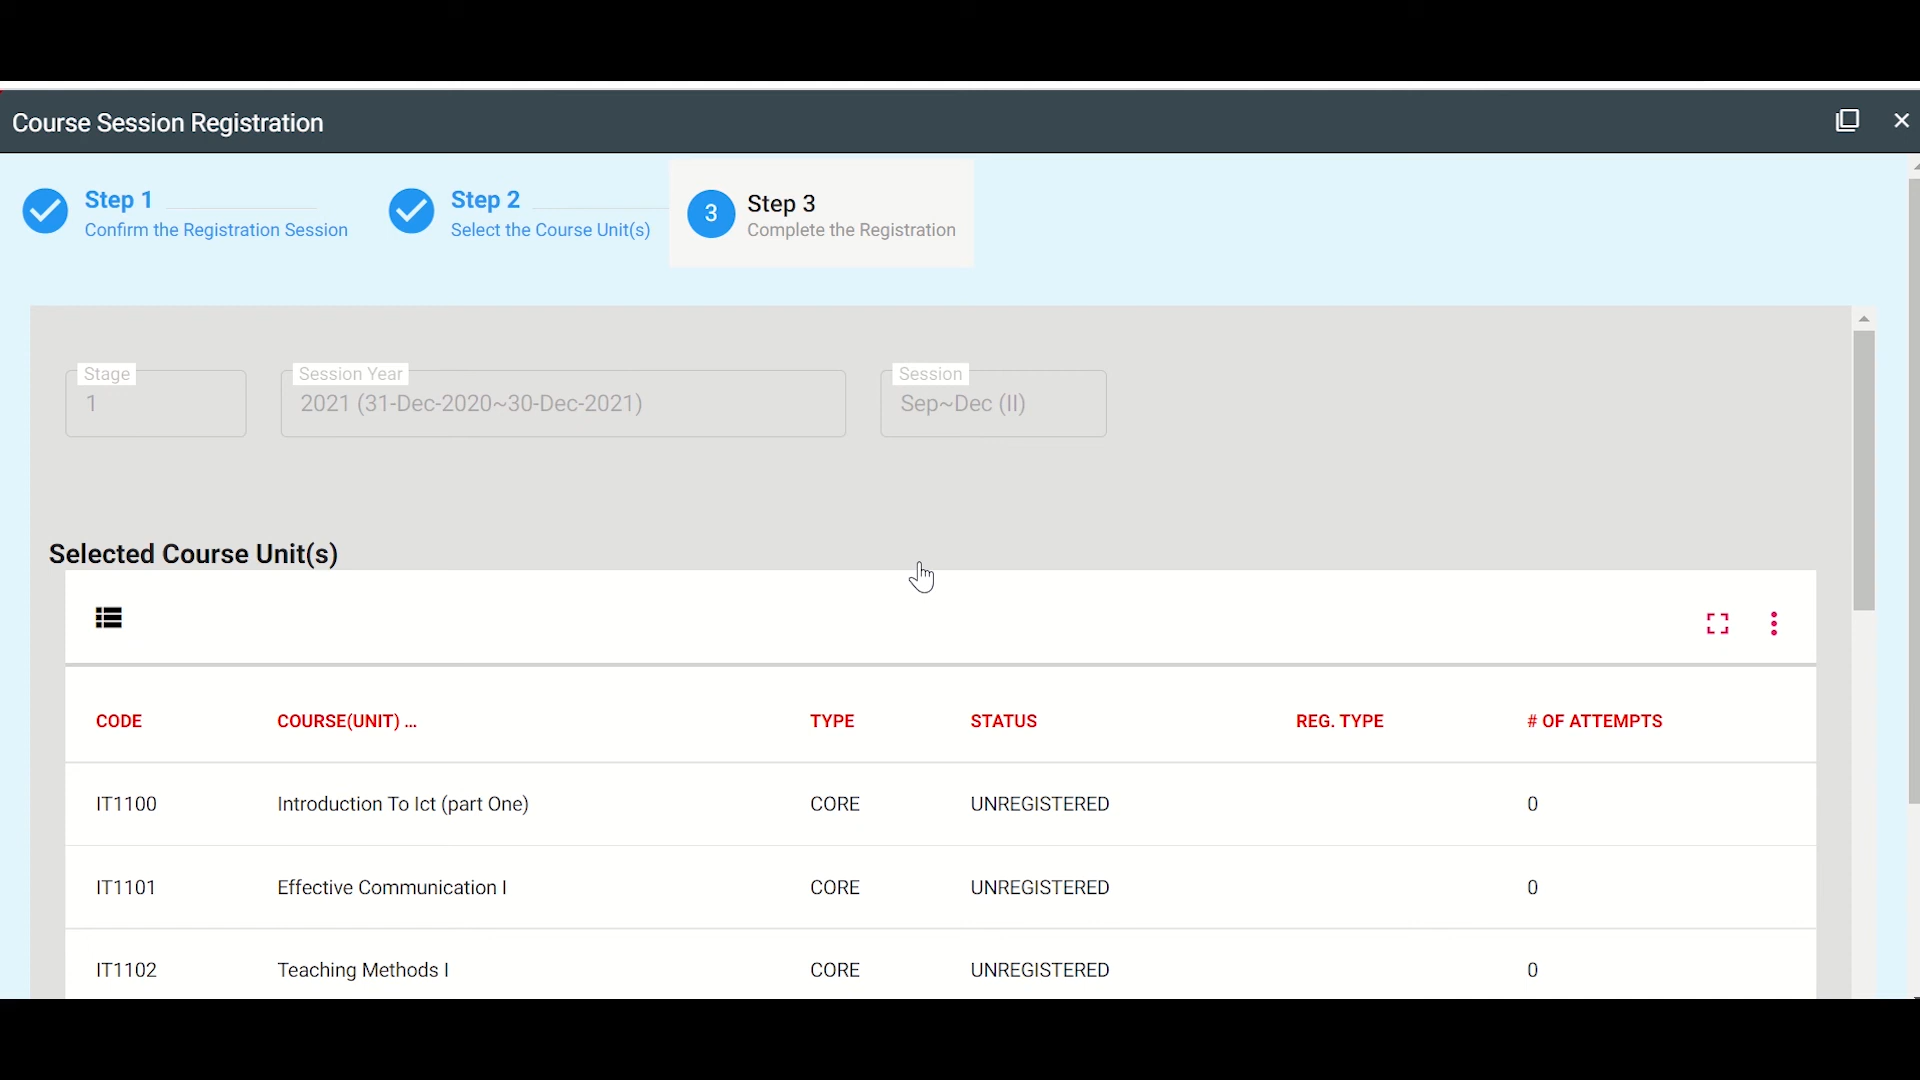 Course Session Registration
Step 1
Confirm the Registration Session
Step 2
Select the Course Unit(s)
3
Step 3
Complete the Registration
Stage
1
Session Year
2021 (31-Dec-2020~30-Dec-2021)
Session
Sep~Dec (II)
Selected Course Unit(s)
CODE COURSE(UNIT) ... TYPE STATUS REG. TYPE # OF ATTEMPTS
IT1100 Introduction To Ict (part One) CORE UNREGISTERED 0
IT1101 Effective Communication I CORE UNREGISTERED 0
IT1102 Teaching Methods I CORE UNREGISTERED 0